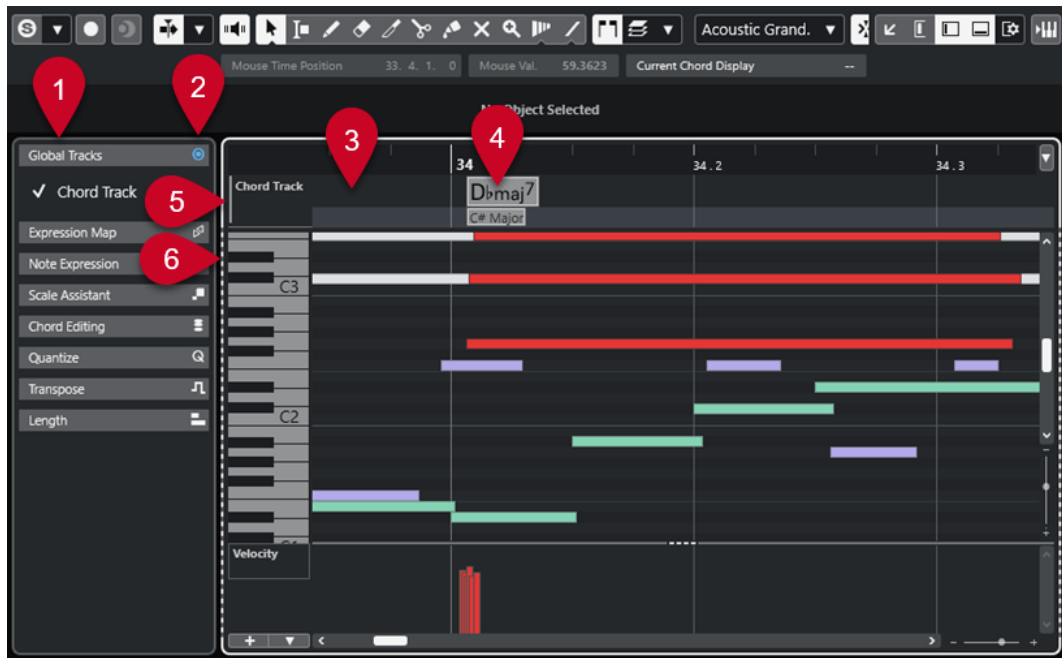 S
Acoustic Grand.
Mouse Time Position 33. 4. 1. 0 Mouse Val. 59.3623 Current Chord Display --
Object Selected
1
2
3
4
5
6
Global Tracks
Chord Track
Expression Map
Note Expression
Scale Assistant
Chord Editing
Quantize Q
Transpose
Length
34 34.2 34.3
Chord Track
D♭maj7
C# Major
C3
C2
Velocity